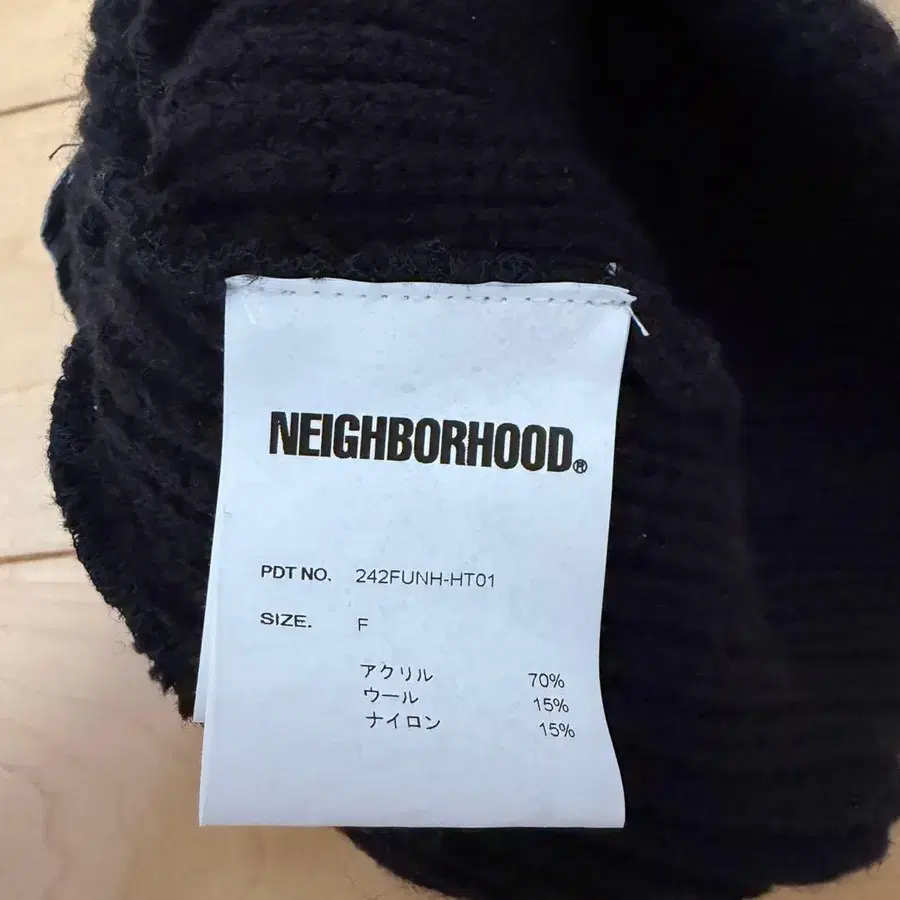 NEIGHBORHOOD®
PDT NO. 242FUNH-HT01
SIZE. F
アクリル 70%
ウール 15%
ナイロン 15%